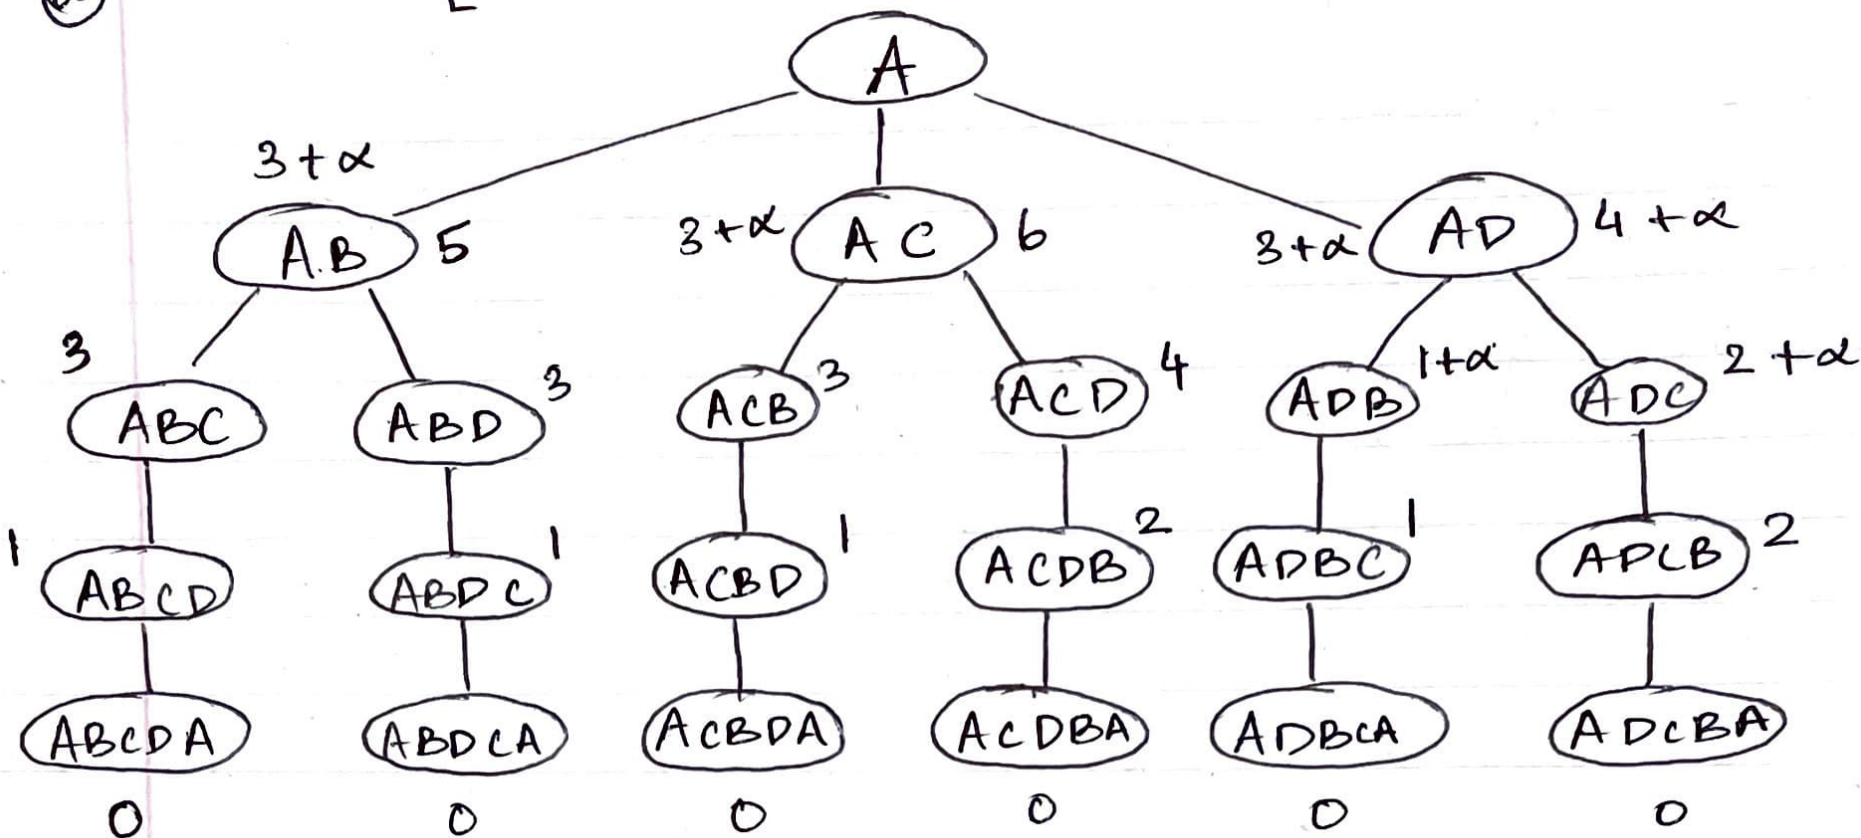 A
3 + α
A.B 5 3+α A C 6 3+α AD 4 + α
3 ABC ABD 3 ACB 3 ACD 4 ADB 1+α ADC 2 + α
1 ABCD ABDC 1 ACBD 1 ACDB 2 ADBC 1 ADCB 2
ABCDA ABDCA ACBDA ACDBA ADBCA ADCBA
0 0 0 0 0 0